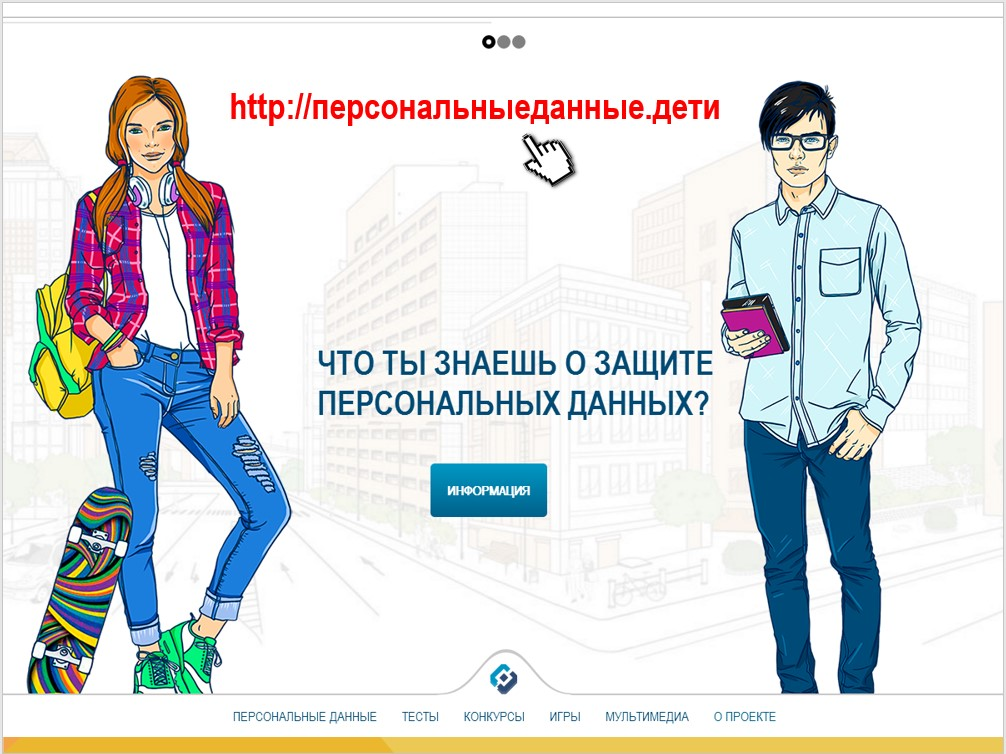 http://персональныеданные.дети
ЧТО ТЫ ЗНАЕШЬ О ЗАЩИТЕ
ПЕРСОНАЛЬНЫХ ДАННЫХ?
ИНФОРМАЦИЯ
ПЕРСОНАЛЬНЫЕ ДАННЫЕ ТЕСТЫ КОНКУРСЫ ИГРЫ МУЛЬТИМЕДИА О ПРОЕКТЕ